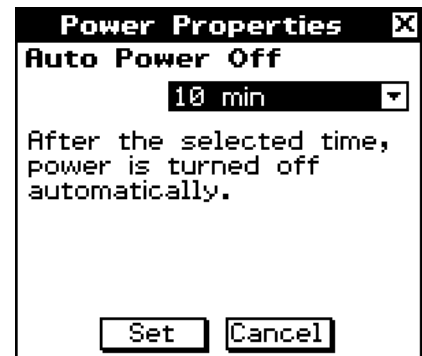 Power Properties X
Auto Power Off
10 min
After the selected time,
power is turned off
automatically.
Set Cancel